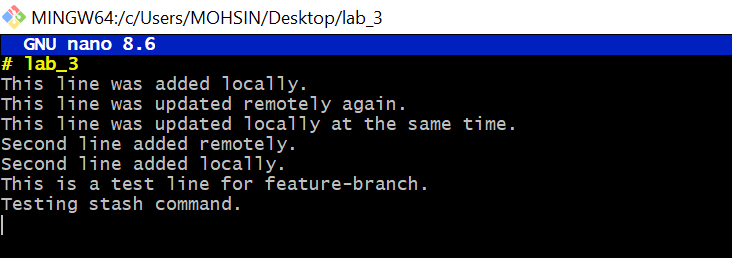 MINGW64:/c/Users/MOHSIN/Desktop/lab_3
GNU nano 8.6
# lab_3
This line was added locally.
This line was updated remotely again.
This line was updated locally at the same time.
Second line added remotely.
Second line added locally.
This is a test line for feature-branch.
Testing stash command.